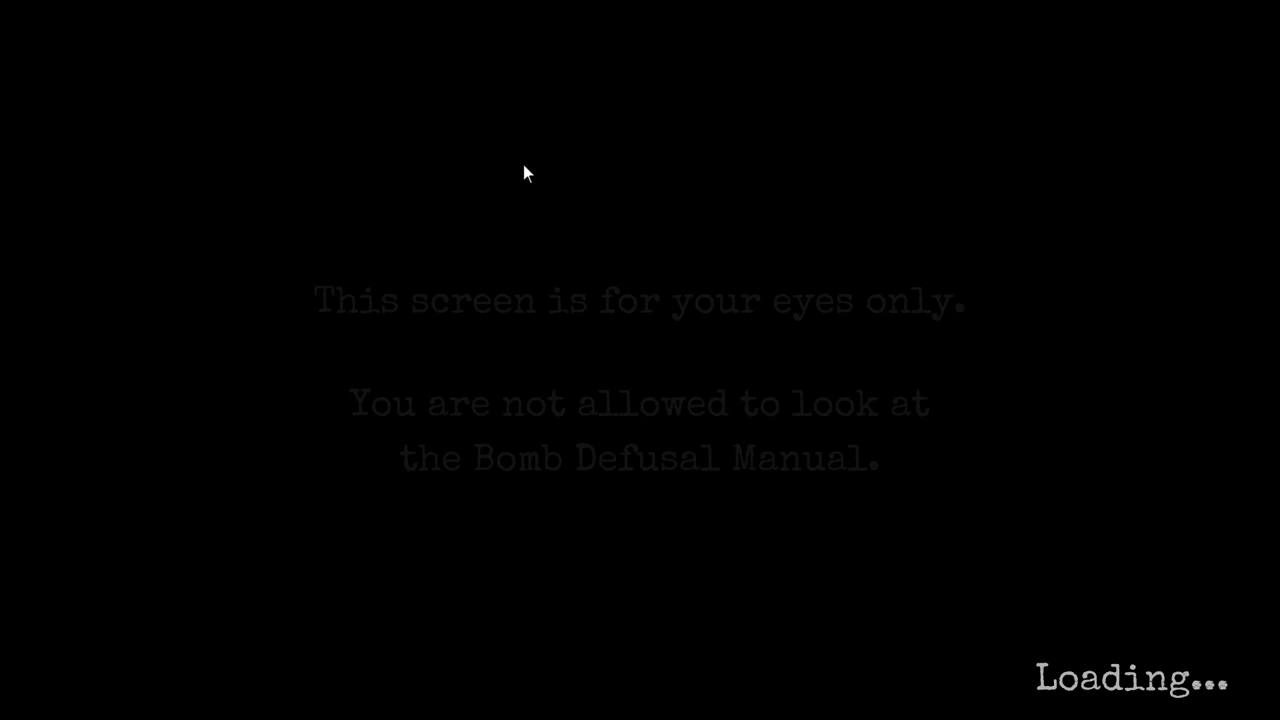 This screen is for your eyes only.
You are not allowed to look at
the Bomb Defusal Manual.
Loading...